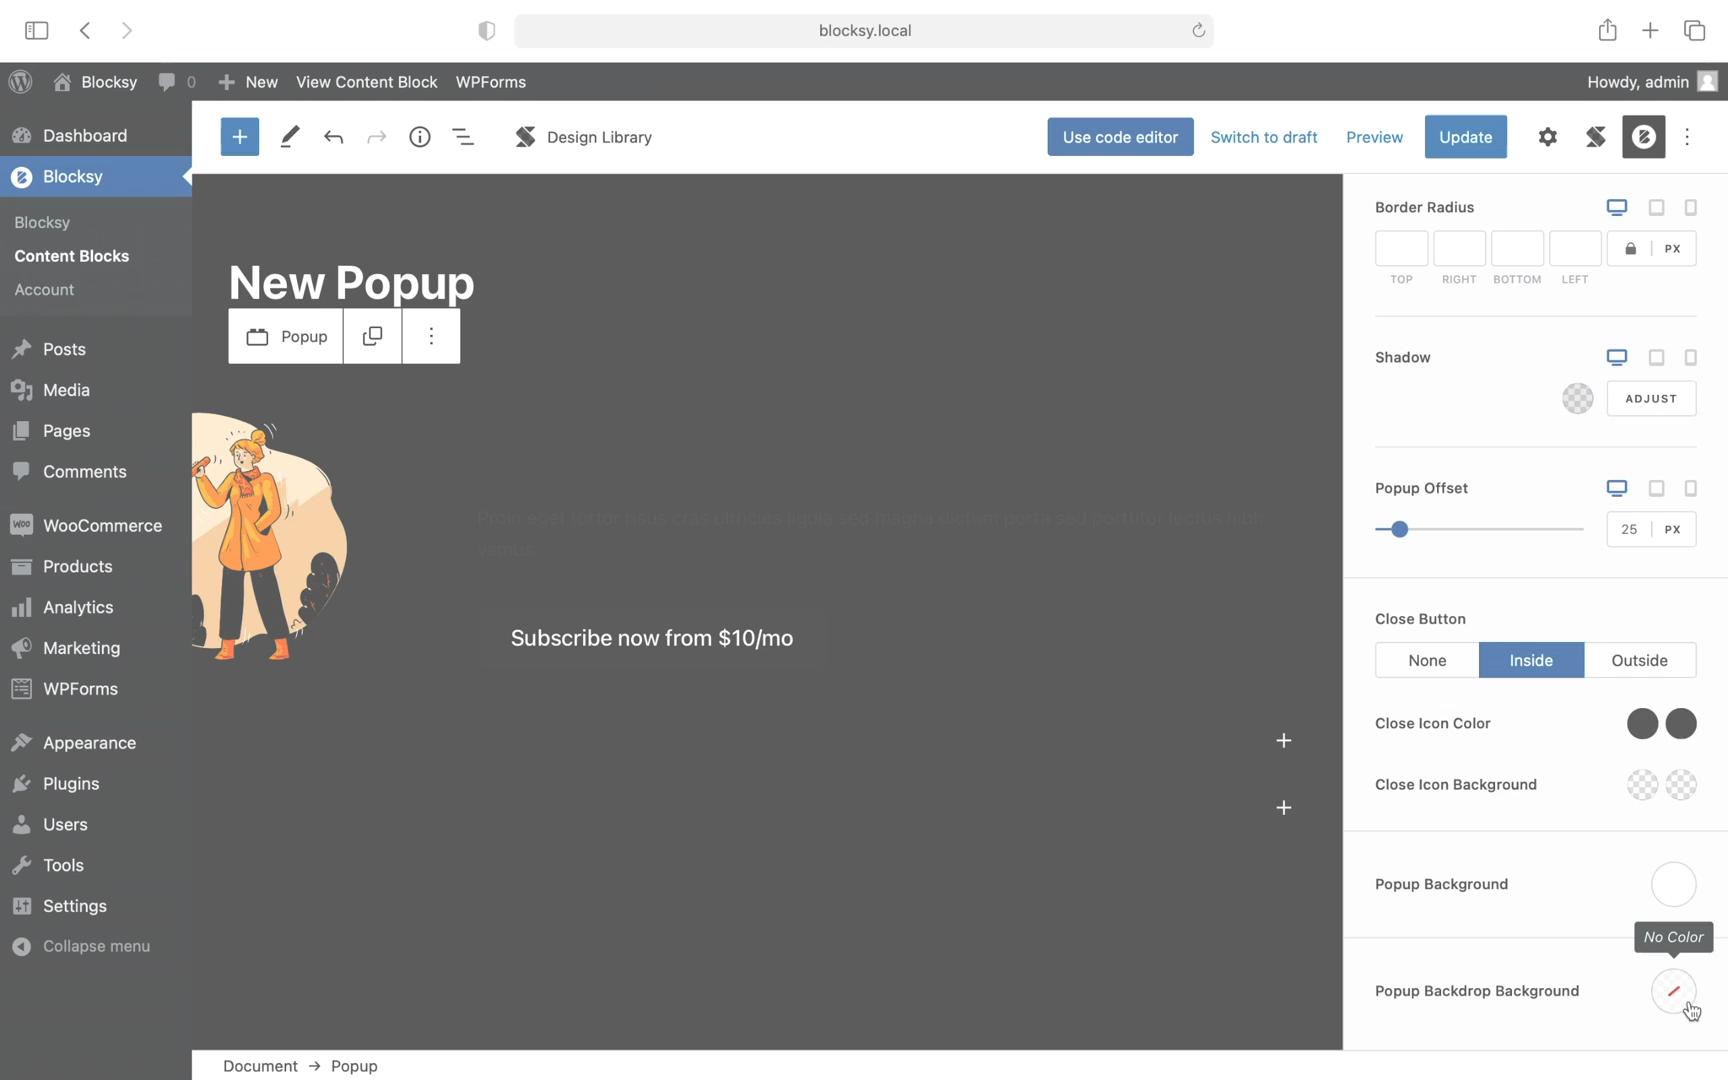 blocksy.local
Blocksy 0 New View Content Block WPForms Howdy, admin
Dashboard
Blocksy
Blocksy
Content Blocks
Account
Posts
Media
Pages
Comments
WooCommerce
Products
Analytics
Marketing
WPForms
Appearance
Plugins
Users
Tools
Settings
Collapse menu
Design Library Use code editor Switch to draft Preview Update
New Popup
Popup
Subscribe now from $10/mo
Border Radius
PX
TOP RIGHT BOTTOM LEFT
Shadow
ADJUST
Popup Offset
25 PX
Close Button
None Inside Outside
Close Icon Color
Close Icon Background
Popup Background
No Color
Popup Backdrop Background
Document → Popup